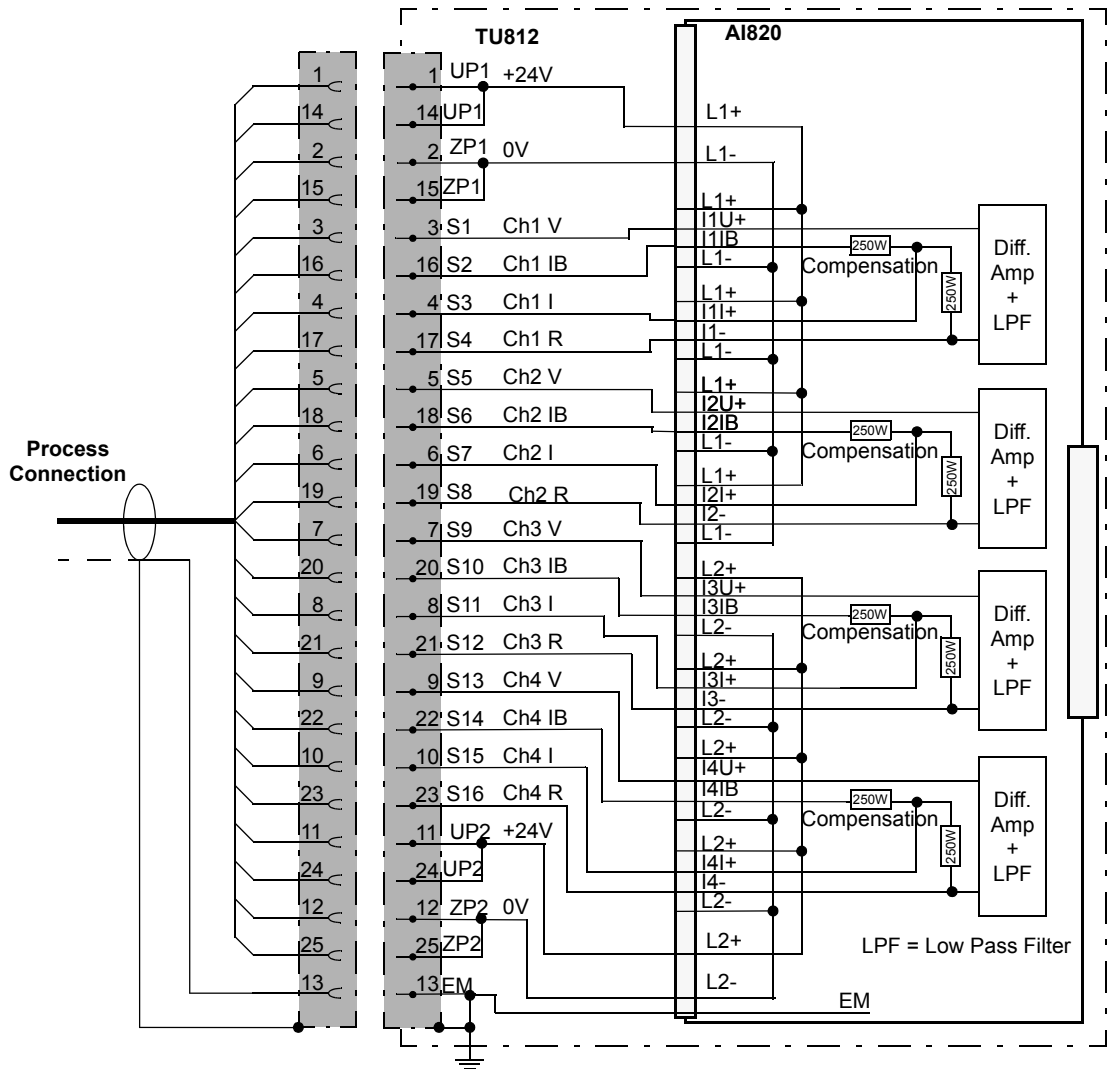 TU812
AI820
1 1 UP1 +24V
14 14 UP1
L1+
2 2 ZP1 0V
L1-
15 15 ZP1
L1+
3 3 S1 Ch1 V
I1U+
I1IB
250W
L1-
Compensation
16 16 S2 Ch1 IB
250W
Diff.
Amp
+
LPF
4 4 S3 Ch1 I
L1+
I1I+
17 17 S4 Ch1 R
I1-
L1-
5 5 S5 Ch2 V
L1+
I2U+
18 18 S6 Ch2 IB
I2IB
250W
L1-
Compensation
250W
Diff.
Amp
+
LPF
Process
Connection
6 6 S7 Ch2 I
L1+
I2I+
19 19 S8 Ch2 R
I2-
L1-
7 7 S9 Ch3 V
20 20 S10 Ch3 IB
L2+
I3U+
8 8 S11 Ch3 I
I3IB
250W
L2-
Compensation
250W
Diff.
Amp
+
LPF
21 21 S12 Ch3 R
L2+
I3I+
9 9 S13 Ch4 V
I3-
L2-
22 22 S14 Ch4 IB
L2+
I4U+
10 10 S15 Ch4 I
I4IB
250W
L2-
Compensation
250W
Diff.
Amp
+
LPF
23 23 S16 Ch4 R
11 11 UP2 +24V
L2+
I4I+
24 24 UP2
I4-
L2-
12 12 ZP2 0V
25 25 ZP2
L2+
LPF = Low Pass Filter
13 13 EM
L2-
EM